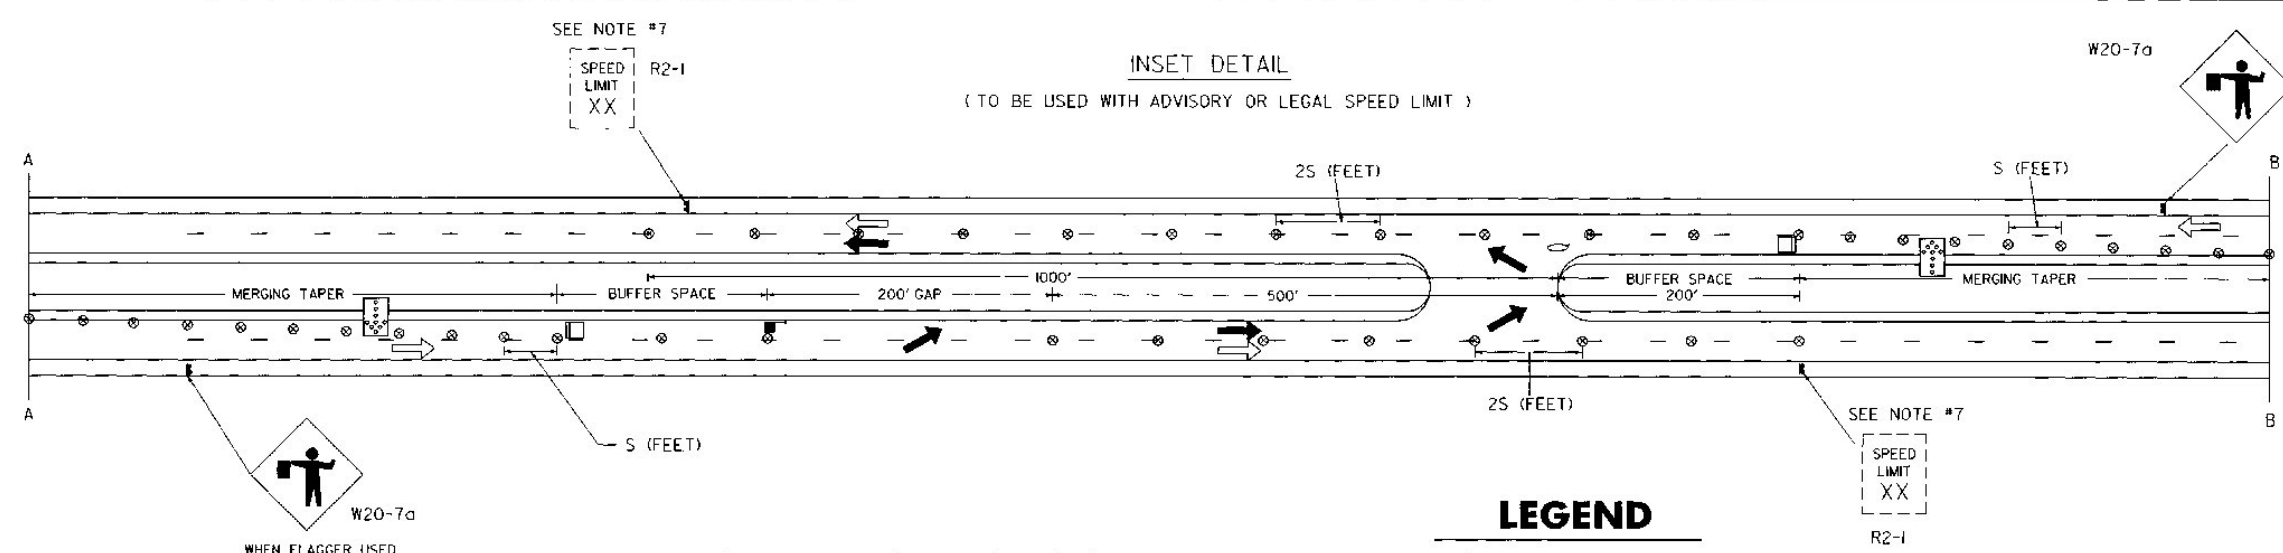 SEE NOTE #7
SPEED
LIMIT
XX
R2-1
INSET DETAIL
( TO BE USED WITH ADVISORY OR LEGAL SPEED LIMIT )
W20-7a
A
B
2S (FEET)
S (FEET)
1000'
MERGING TAPER
BUFFER SPACE
200' GAP
500'
BUFFER SPACE
200'
MERGING TAPER
A
B
S (FEET)
2S (FEET)
SEE NOTE #7
SPEED
LIMIT
XX
R2-1
W20-7a
WHEN FLAGGER USED
LEGEND